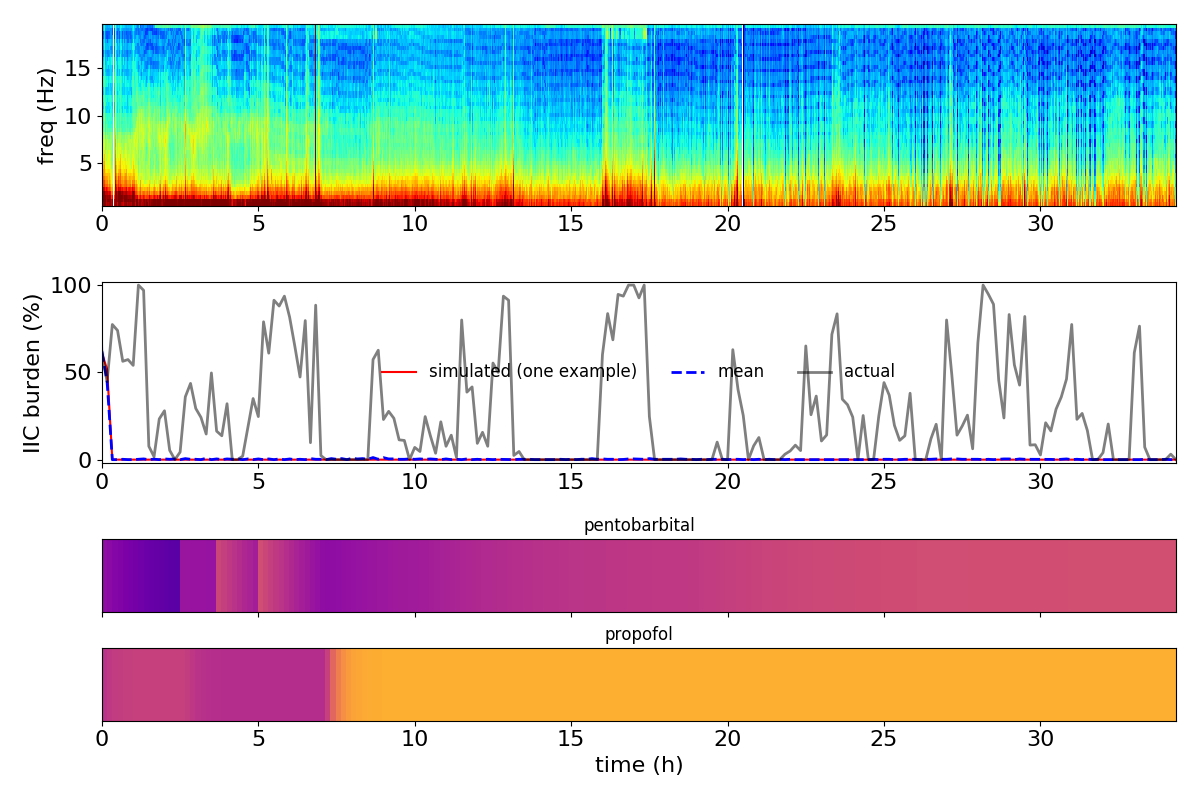 freq (Hz)
15
10
5
0 5 10 15 20 25 30
IIC burden (%)
100
50
0
simulated (one example) mean actual
0 5 10 15 20 25 30
pentobarbital
propofol
0 5 10 15 20 25 30
time (h)